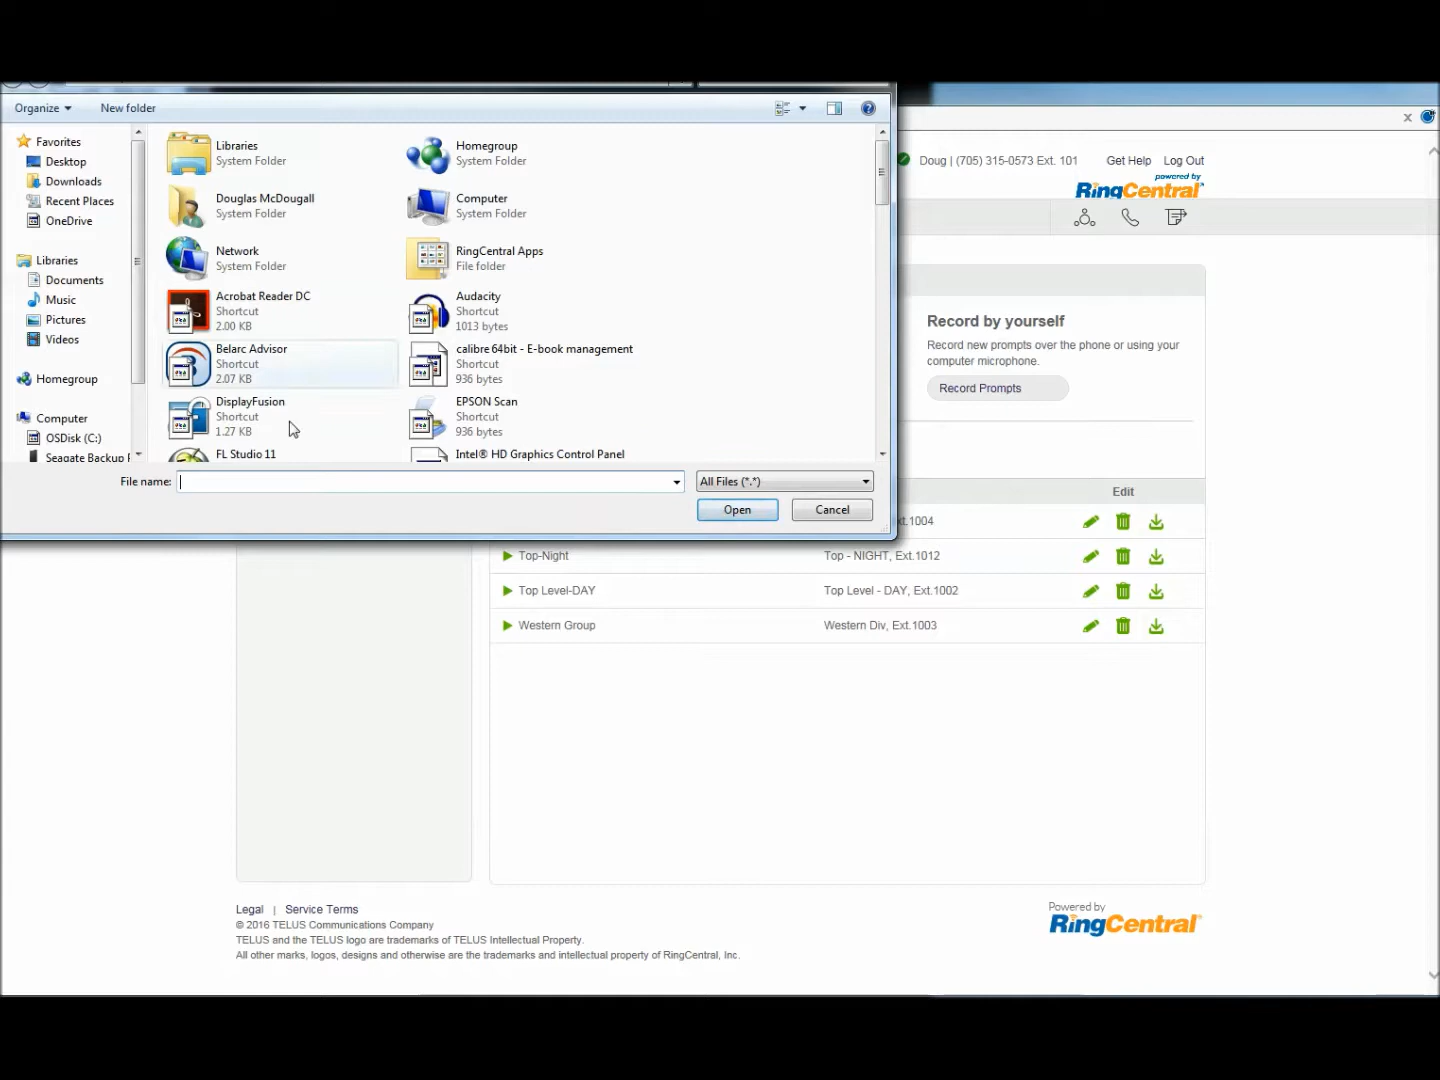 Organize
New folder
Favorites
Desktop
Downloads
Recent Places
OneDrive
Libraries
Documents
Music
Pictures
Videos
Homegroup
Computer
OSDisk (C:)
Seagate Backup
Libraries
System Folder
Homegroup
System Folder
Douglas McDougall
System Folder
Computer
System Folder
Network
System Folder
RingCentral Apps
File folder
Acrobat Reader DC
Shortcut
2.00 KB
Audacity
Shortcut
1013 bytes
Belarc Advisor
Shortcut
2.07 KB
calibre 64bit - E-book management
Shortcut
936 bytes
DisplayFusion
Shortcut
1.27 KB
EPSON Scan
Shortcut
936 bytes
FL Studio 11
Intel® HD Graphics Control Panel
File name:
All Files (*.*)
Open
Cancel
Doug | (705) 315-0573 Ext. 101
Get Help
Log Out
powered by
RingCentral
Record by yourself
Record new prompts over the phone or using your
computer microphone.
Record Prompts
Edit
xt.1004
Top-Night
Top - NIGHT, Ext.1012
Top Level-DAY
Top Level - DAY, Ext.1002
Western Group
Western Div, Ext.1003
Legal | Service Terms
© 2016 TELUS Communications Company
TELUS and the TELUS logo are trademarks of TELUS Intellectual Property.
All other marks, logos, designs and otherwise are the trademarks and intellectual property of RingCentral, Inc.
Powered by
RingCentral